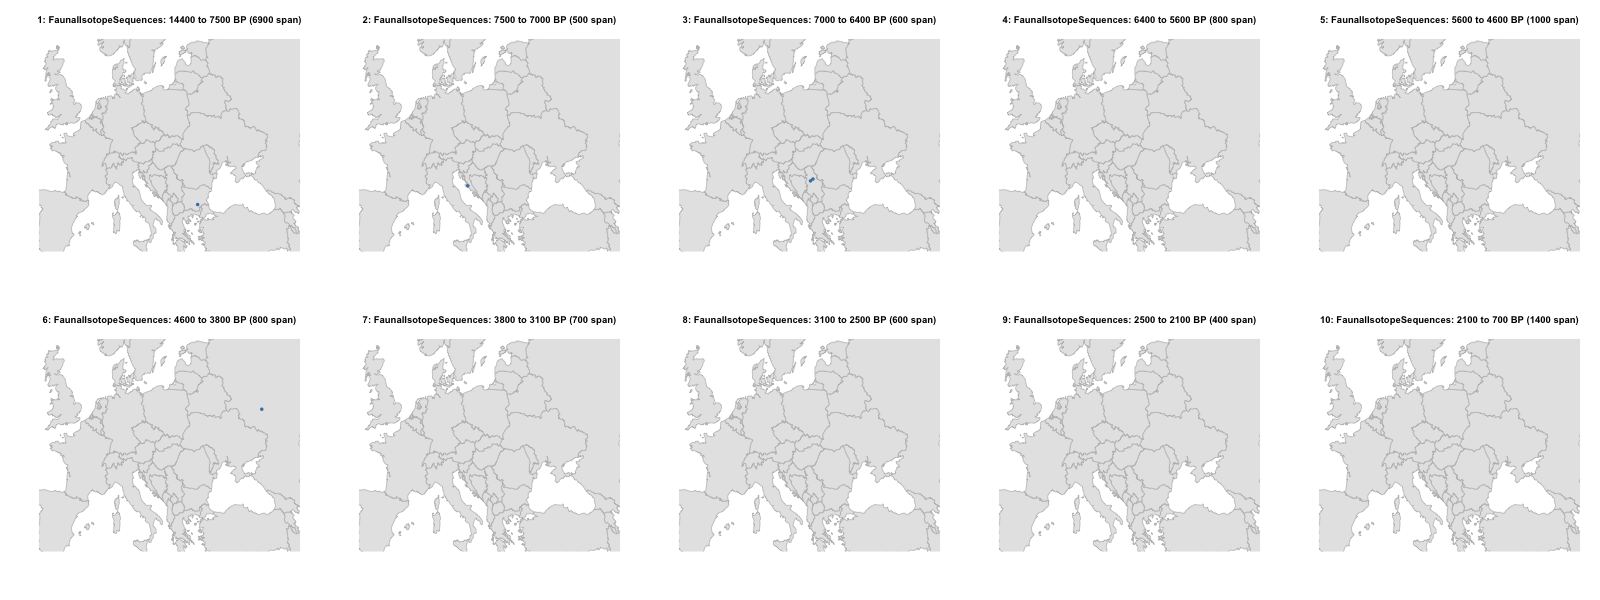 1: FaunalIsotopeSequences: 14400 to 7500 BP (6900 span)
2: FaunalIsotopeSequences: 7500 to 7000 BP (500 span)
3: FaunalIsotopeSequences: 7000 to 6400 BP (600 span)
4: FaunalIsotopeSequences: 6400 to 5600 BP (800 span)
5: FaunalIsotopeSequences: 5600 to 4600 BP (1000 span)
6: FaunalIsotopeSequences: 4600 to 3800 BP (800 span)
7: FaunalIsotopeSequences: 3800 to 3100 BP (700 span)
8: FaunalIsotopeSequences: 3100 to 2500 BP (600 span)
9: FaunalIsotopeSequences: 2500 to 2100 BP (400 span)
10: FaunalIsotopeSequences: 2100 to 700 BP (1400 span)